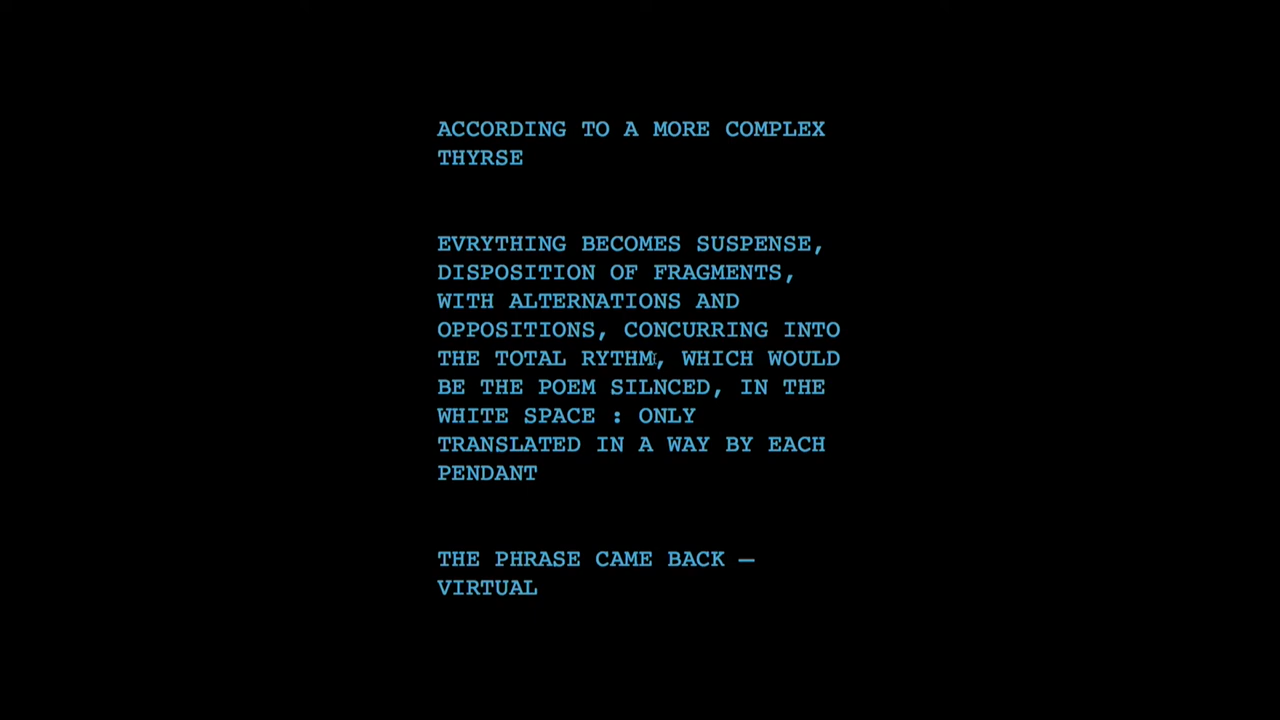 ACCORDING TO A MORE COMPLEX
THYRSE
EVRYTHING BECOMES SUSPENSE,
DISPOSITION OF FRAGMENTS,
WITH ALTERNATIONS AND
OPPOSITIONS, CONCURRING INTO
THE TOTAL RYTHM, WHICH WOULD
BE THE POEM SILNCED, IN THE
WHITE SPACE : ONLY
TRANSLATED IN A WAY BY EACH
PENDANT
THE PHRASE CAME BACK —
VIRTUAL